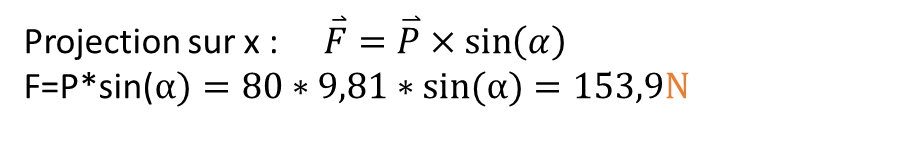 Projection sur x : F⃗ = P⃗ × sin(α)
F=P*sin(α) = 80 * 9,81 * sin(α) = 153,9N